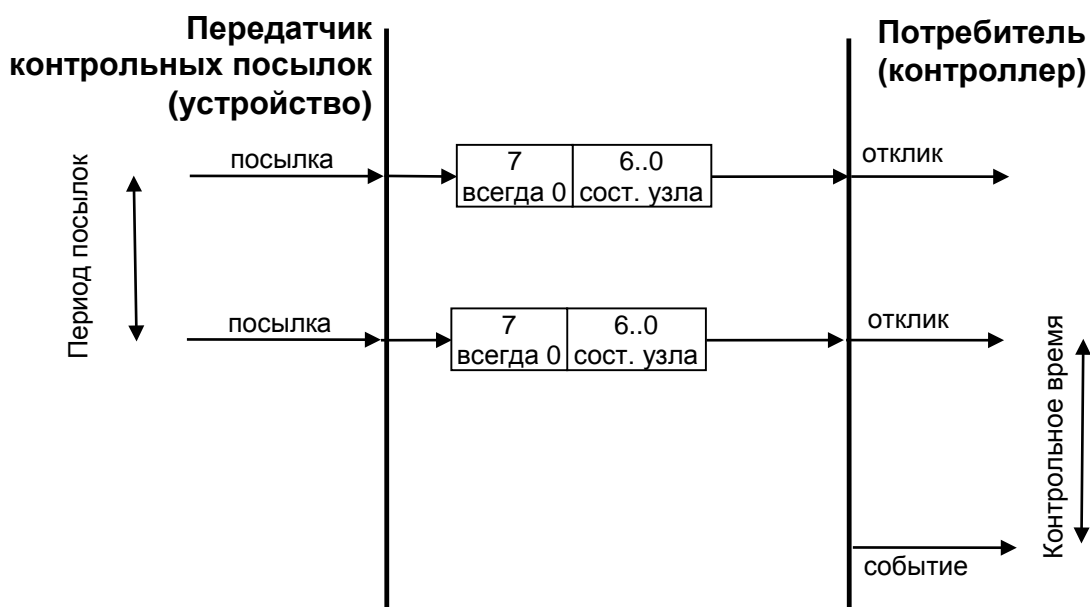 Передатчик
контрольных посылок
(устройство)
Потребитель
(контроллер)
Период посылок
посылка
7
всегда 0
6..0
сост. узла
отклик
посылка
7
всегда 0
6..0
сост. узла
отклик
Контрольное время
событие